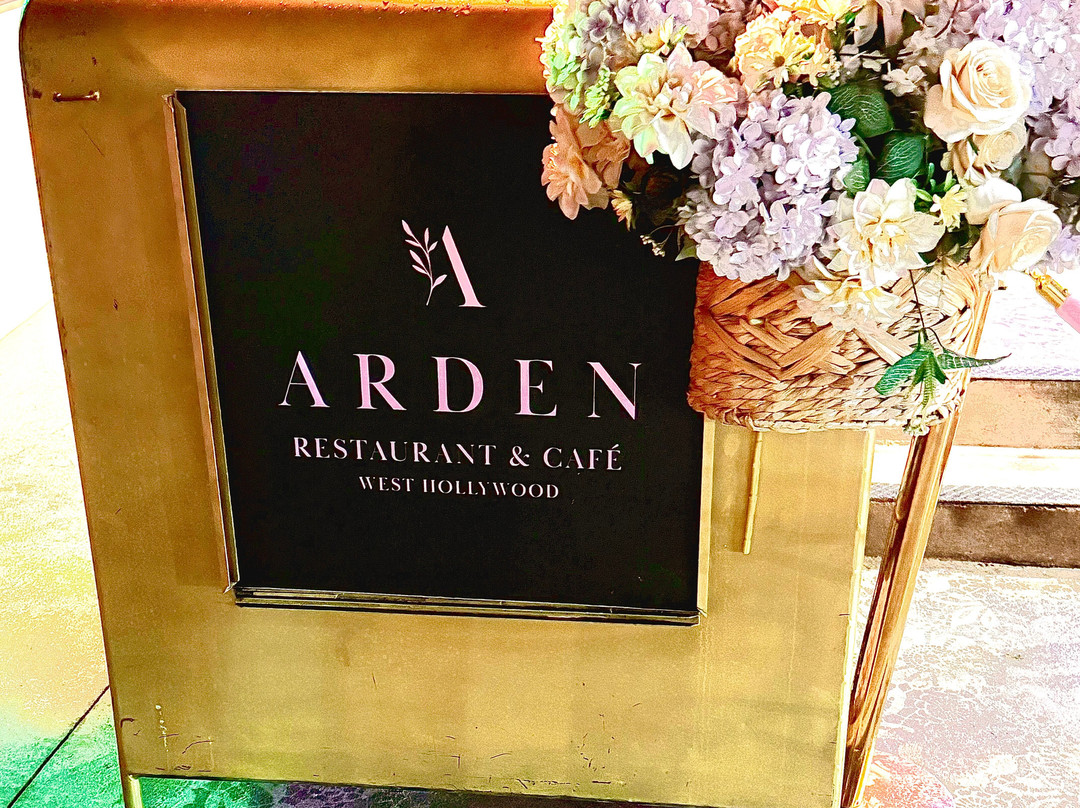 A
ARDEN
RESTAURANT & CAFÉ
WEST HOLLYWOOD